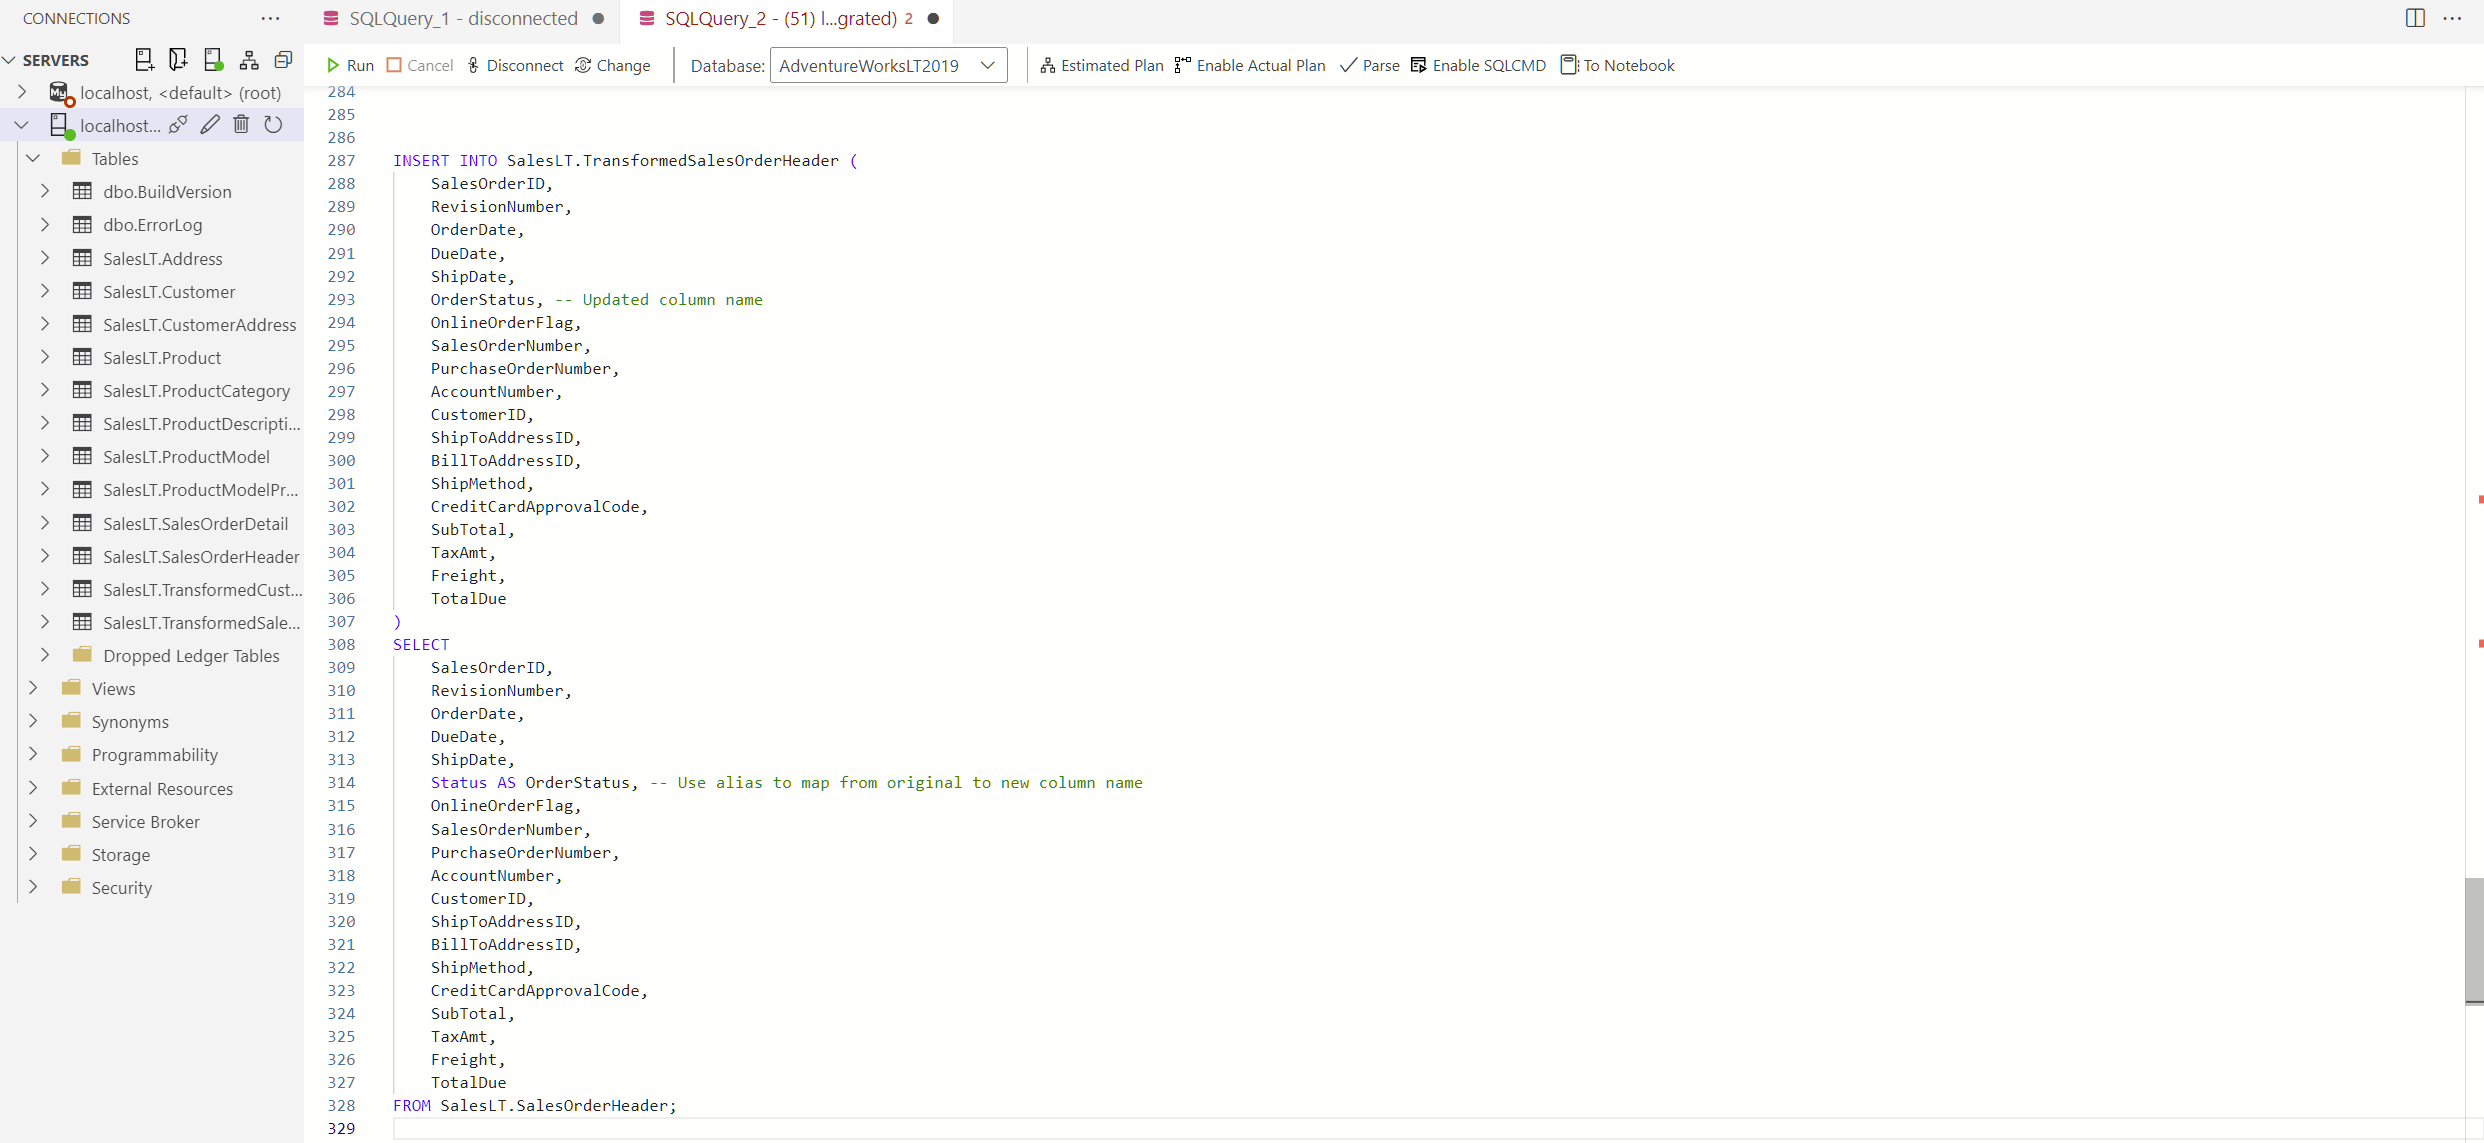 CONNECTIONS
SERVERS
localhost, <default> (root)
localhost...
Tables
dbo.BuildVersion
dbo.ErrorLog
SalesLT.Address
SalesLT.Customer
SalesLT.CustomerAddress
SalesLT.Product
SalesLT.ProductCategory
SalesLT.ProductDescripti...
SalesLT.ProductModel
SalesLT.ProductModelPr...
SalesLT.SalesOrderDetail
SalesLT.SalesOrderHeader
SalesLT.TransformedCust...
SalesLT.TransformedSale...
Dropped Ledger Tables
Views
Synonyms
Programmability
External Resources
Service Broker
Storage
Security
SQLQuery_1 - disconnected
SQLQuery_2 - (51) l...grated) 2
Run Cancel Disconnect Change Database: AdventureWorksLT2019 Estimated Plan Enable Actual Plan Parse Enable SQLCMD To Notebook
284
285
286
287 INSERT INTO SalesLT.TransformedSalesOrderHeader (
288 SalesOrderID,
289 RevisionNumber,
290 OrderDate,
291 DueDate,
292 ShipDate,
293 OrderStatus, -- Updated column name
294 OnlineOrderFlag,
295 SalesOrderNumber,
296 PurchaseOrderNumber,
297 AccountNumber,
298 CustomerID,
299 ShipToAddressID,
300 BillToAddressID,
301 ShipMethod,
302 CreditCardApprovalCode,
303 SubTotal,
304 TaxAmt,
305 Freight,
306 TotalDue
307 )
308 SELECT
309 SalesOrderID,
310 RevisionNumber,
311 OrderDate,
312 DueDate,
313 ShipDate,
314 Status AS OrderStatus, -- Use alias to map from original to new column name
315 OnlineOrderFlag,
316 SalesOrderNumber,
317 PurchaseOrderNumber,
318 AccountNumber,
319 CustomerID,
320 ShipToAddressID,
321 BillToAddressID,
322 ShipMethod,
323 CreditCardApprovalCode,
324 SubTotal,
325 TaxAmt,
326 Freight,
327 TotalDue
328 FROM SalesLT.SalesOrderHeader;
329